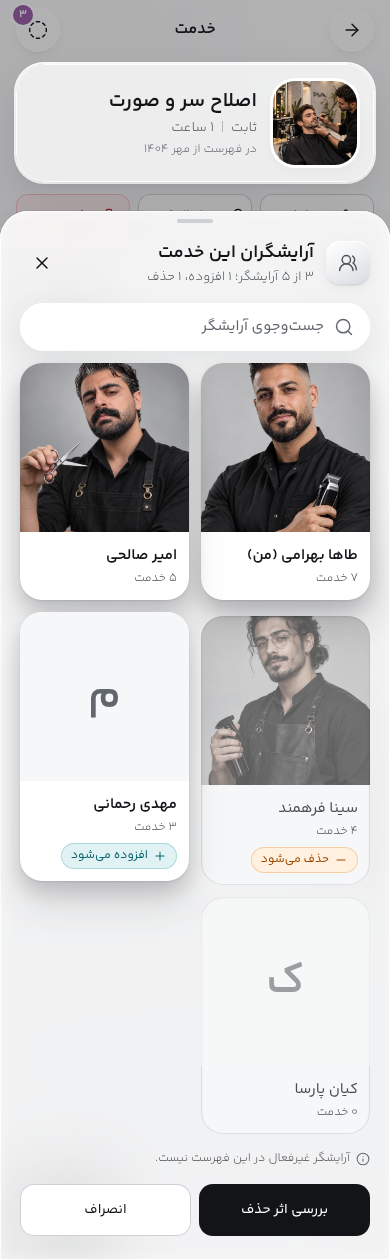 خدمت
۳
اصلاح سر و صورت
ثابت | ۱ ساعت
در فهرست از مهر ۱۴۰۴
آرایشگران این خدمت
۳ از ۵ آرایشگر؛ ۱ افزوده، ۱ حذف
جست‌وجوی آرایشگر
طاها بهرامی (من)
۷ خدمت
امیر صالحی
۵ خدمت
سینا فرهمند
۴ خدمت
حذف می‌شود
م
مهدی رحمانی
۳ خدمت
افزوده می‌شود
ک
کیان پارسا
۰ خدمت
آرایشگر غیرفعال در این فهرست نیست.
بررسی اثر حذف
انصراف